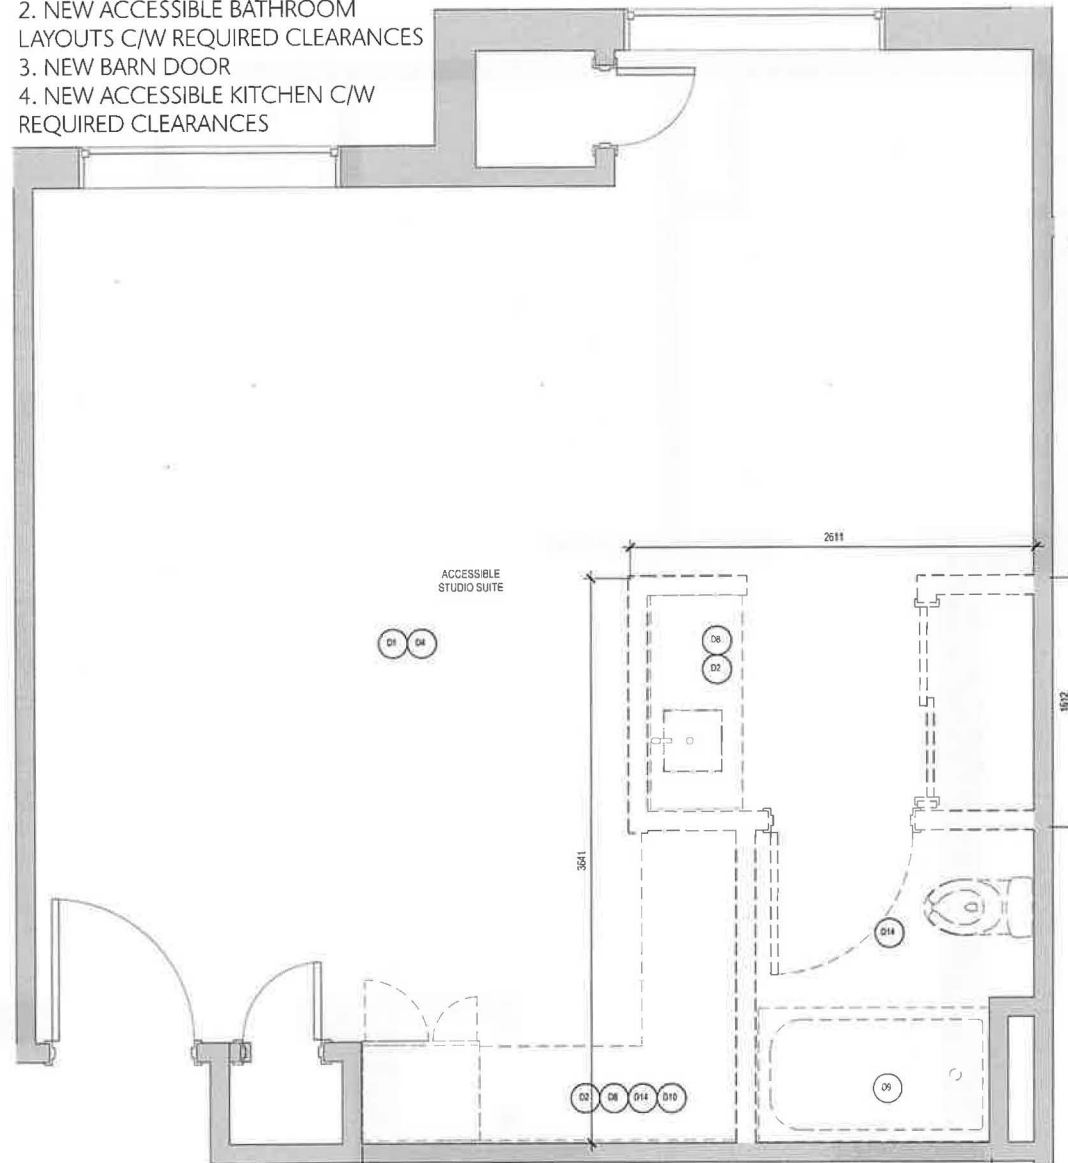 2. NEW ACCESSIBLE BATHROOM
LAYOUTS C/W REQUIRED CLEARANCES
3. NEW BARN DOOR
4. NEW ACCESSIBLE KITCHEN C/W
REQUIRED CLEARANCES
2611
ACCESSIBLE
STUDIO SUITE
D1 D4
D8
D2
1612
3641
D14
D9
D2 D8 D14 D10